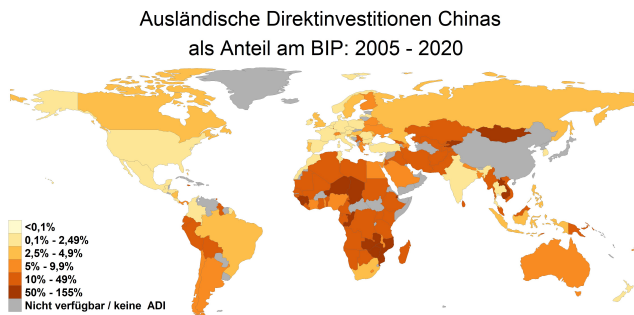 Ausländische Direktinvestitionen Chinas
als Anteil am BIP: 2005 - 2020
<0,1%
0,1% - 2,49%
2,5% - 4,9%
5% - 9,9%
10% - 49%
50% - 155%
Nicht verfügbar / keine ADI